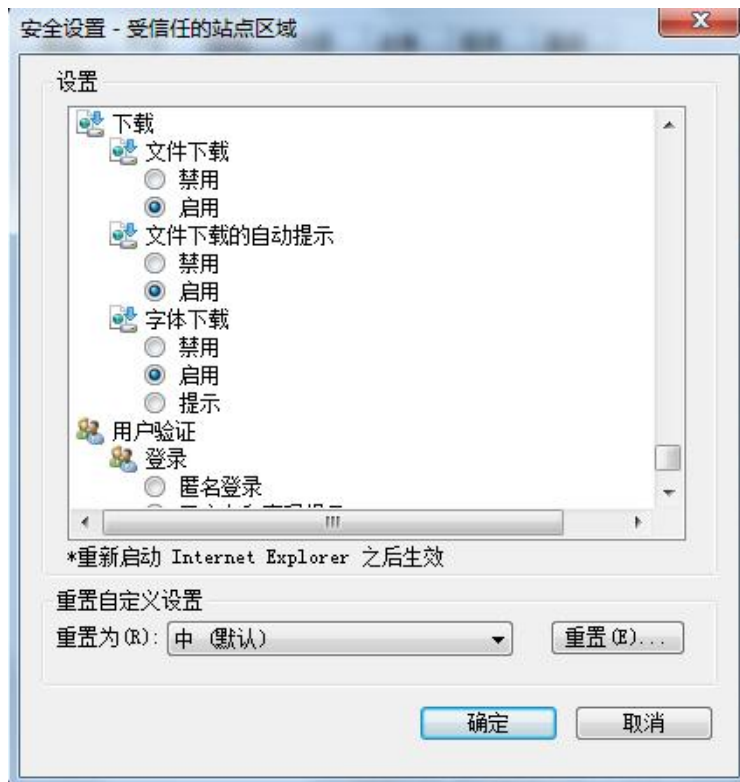 安全设置 - 受信任的站点区域
设置
下载
文件下载
禁用
启用
文件下载的自动提示
禁用
启用
字体下载
禁用
启用
提示
用户验证
登录
匿名登录
*重新启动 Internet Explorer 之后生效
重置自定义设置
重置为(R): 中 (默认) 重置(E)...
确定 取消